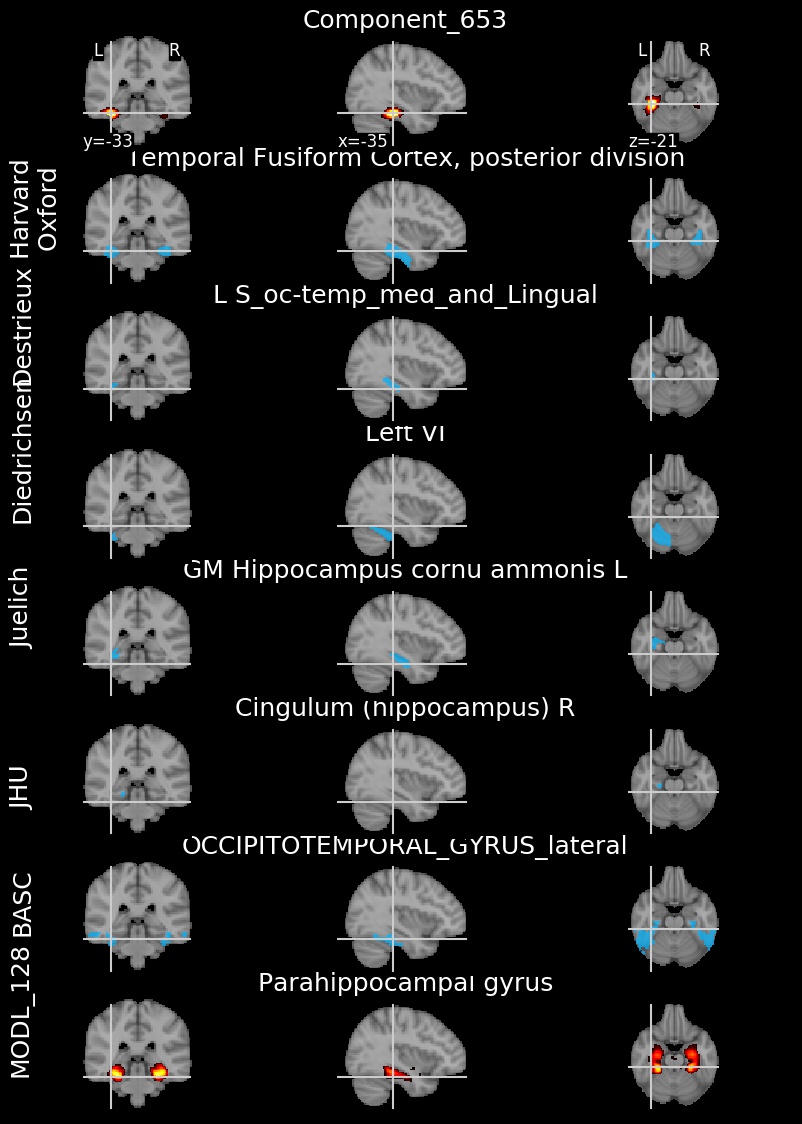 Component_653
L R
L R
y=-33
x=-35
z=-21
Harvard
Oxford
Temporal Fusiform Cortex, posterior division
Destrieux
L S_oc-temp_med_and_Lingual
Diedrichsen
Left VI
Juelich
GM Hippocampus cornu ammonis L
JHU
Cingulum (hippocampus) R
BASC
OCCIPITOTEMPORAL_GYRUS_lateral
MODL_128
Parahippocampal gyrus